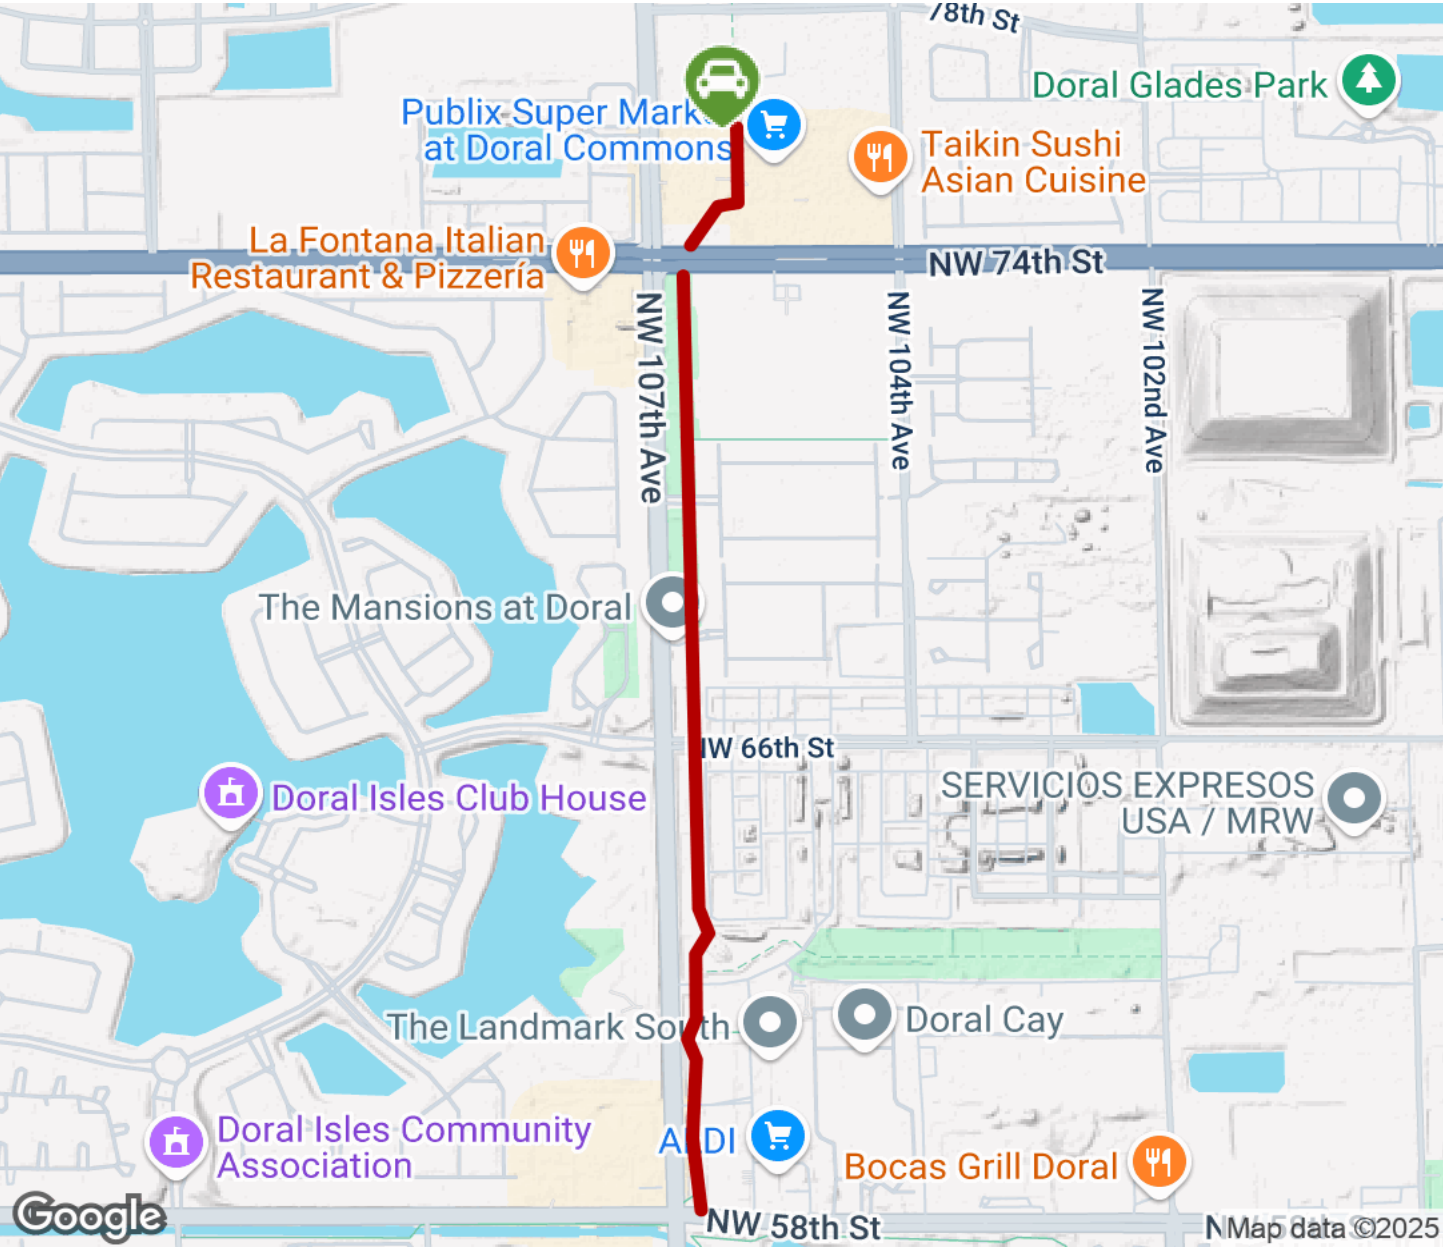 78th St
Doral Glades Park
Publix Super Mark
at Doral Commons
Taikin Sushi
Asian Cuisine
La Fontana Italian
Restaurant & Pizzería
NW 74th St
NW 107th Ave
NW 104th Ave
NW 102nd Ave
The Mansions at Doral
NW 66th St
SERVICIOS EXPRESOS
USA / MRW
Doral Isles Club House
The Landmark South
Doral Cay
Doral Isles Community
Association
ALDI
Bocas Grill Doral
Google
NW 58th St
Map data ©2025